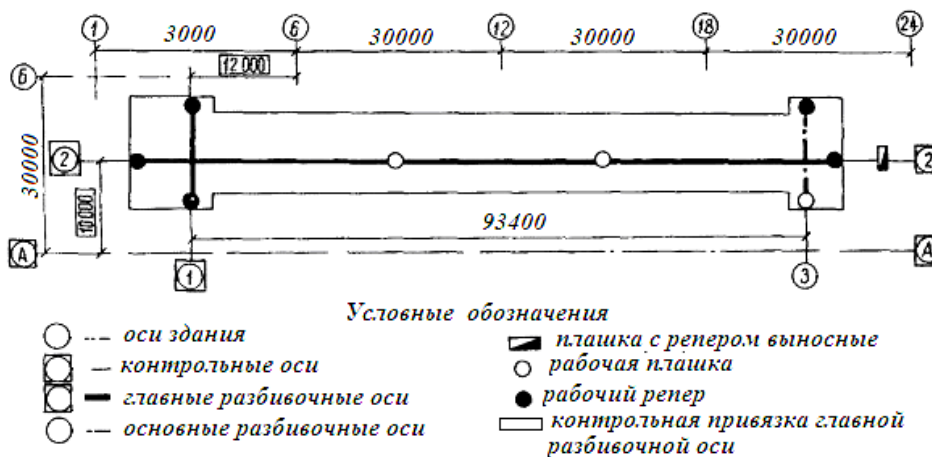 1 6 12 18 24
3000 30000 30000 30000
12 000
Б
30000
2 2
10 000
93400
А А
1 3
Условные обозначения
оси здания
контрольные оси
главные разбивочные оси
основные разбивочные оси
плашка с репером выносные
рабочая плашка
рабочий репер
контрольная привязка главной
разбивочной оси